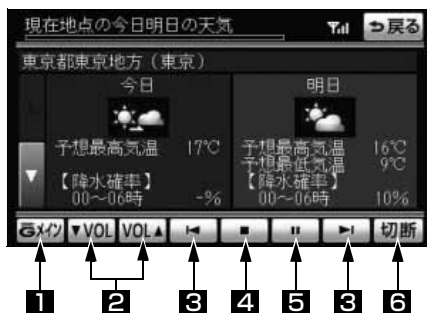 現在地点の今日明日の天気 戻る
東京都東京地方(東京)
今日 明日
予想最高気温 17℃ 予想最高気温 16℃
予想最低気温 9℃
【降水確率】 【降水確率】
00～06時 -% 00～06時 10%
Gメイン ▼VOL VOL▲ 切断
1 2 3 4 5 3 6